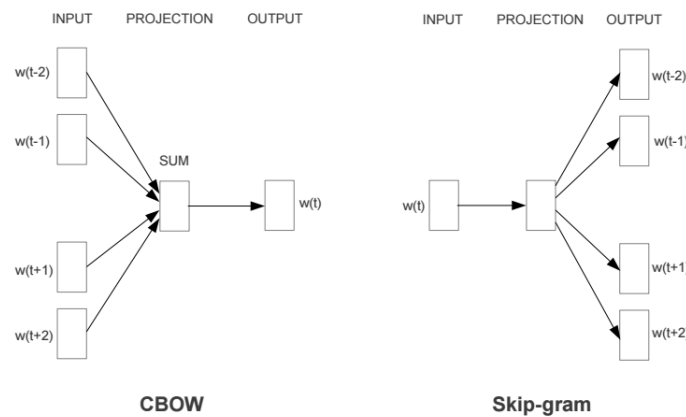 INPUT PROJECTION OUTPUT
w(t-2)
w(t-1)
SUM
w(t)
w(t+1)
w(t+2)
CBOW
INPUT PROJECTION OUTPUT
w(t-2)
w(t-1)
w(t)
w(t+1)
w(t+2)
Skip-gram